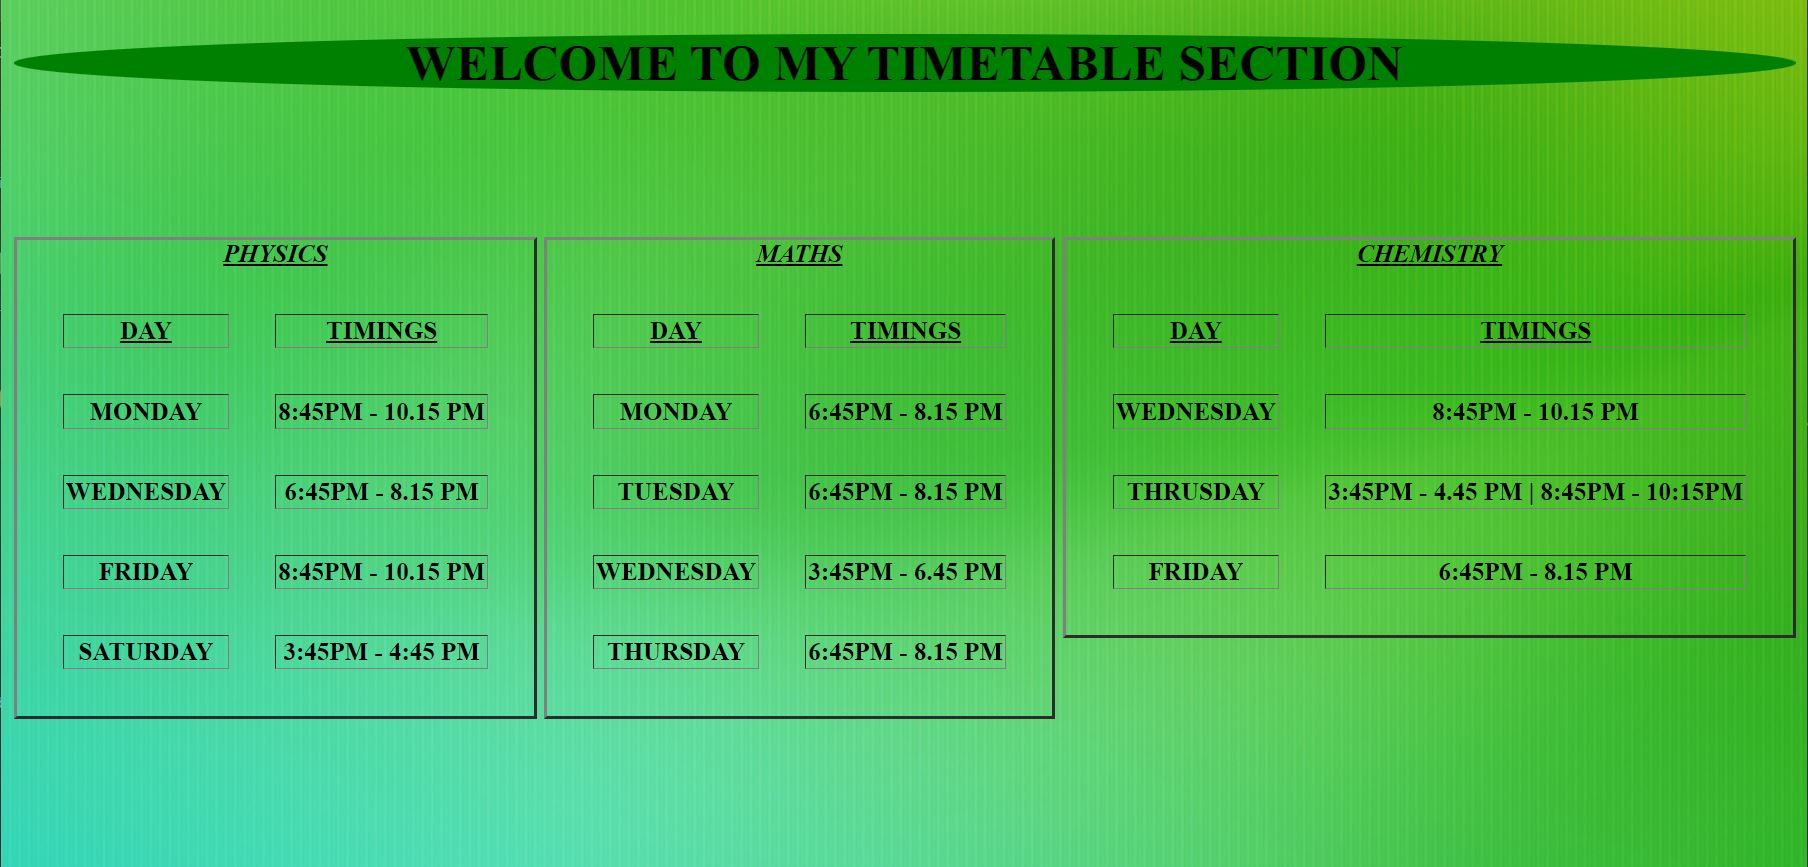 WELCOME TO MY TIMETABLE SECTION
PHYSICS
DAY TIMINGS
MONDAY 8:45PM - 10.15 PM
WEDNESDAY 6:45PM - 8.15 PM
FRIDAY 8:45PM - 10.15 PM
SATURDAY 3:45PM - 4:45 PM
MATHS
DAY TIMINGS
MONDAY 6:45PM - 8.15 PM
TUESDAY 6:45PM - 8.15 PM
WEDNESDAY 3:45PM - 6.45 PM
THURSDAY 6:45PM - 8.15 PM
CHEMISTRY
DAY TIMINGS
WEDNESDAY 8:45PM - 10.15 PM
THRUSDAY 3:45PM - 4.45 PM | 8:45PM - 10:15PM
FRIDAY 6:45PM - 8.15 PM